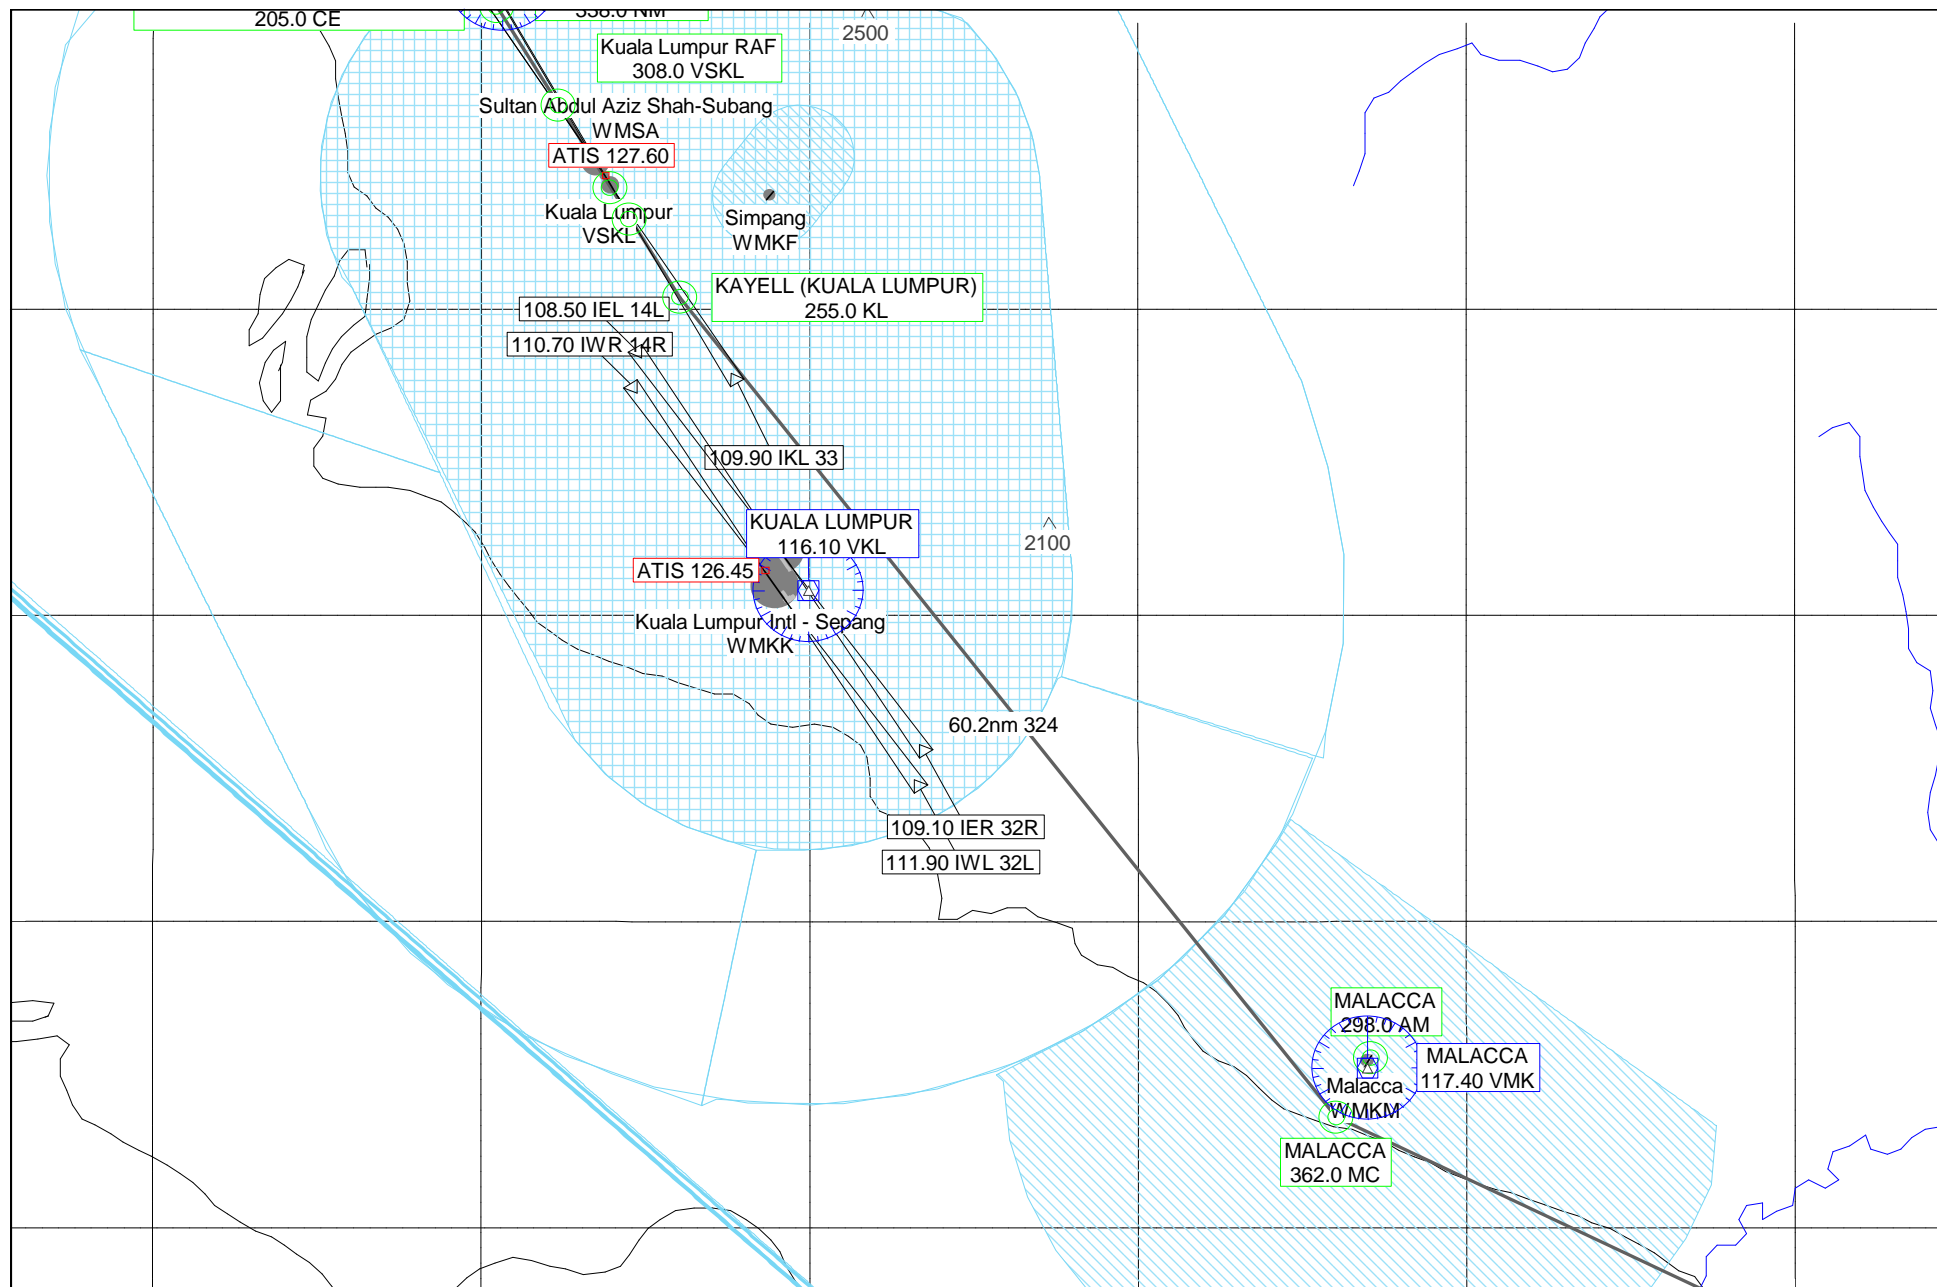 205.0 CE
338.0 NM
2500
Kuala Lumpur RAF
308.0 VSKL
Sultan Abdul Aziz Shah-Subang
WMSA
ATIS 127.60
Kuala Lumpur
VSKL
Simpang
WMKF
KAYELL (KUALA LUMPUR)
255.0 KL
108.50 IEL 14L
110.70 IWR 14R
109.90 IKL 33
KUALA LUMPUR
116.10 VKL
2100
ATIS 126.45
Kuala Lumpur Intl - Sepang
WMKK
60.2nm 324
109.10 IER 32R
111.90 IWL 32L
MALACCA
298.0 AM
MALACCA
117.40 VMK
Malacca
WMKM
MALACCA
362.0 MC